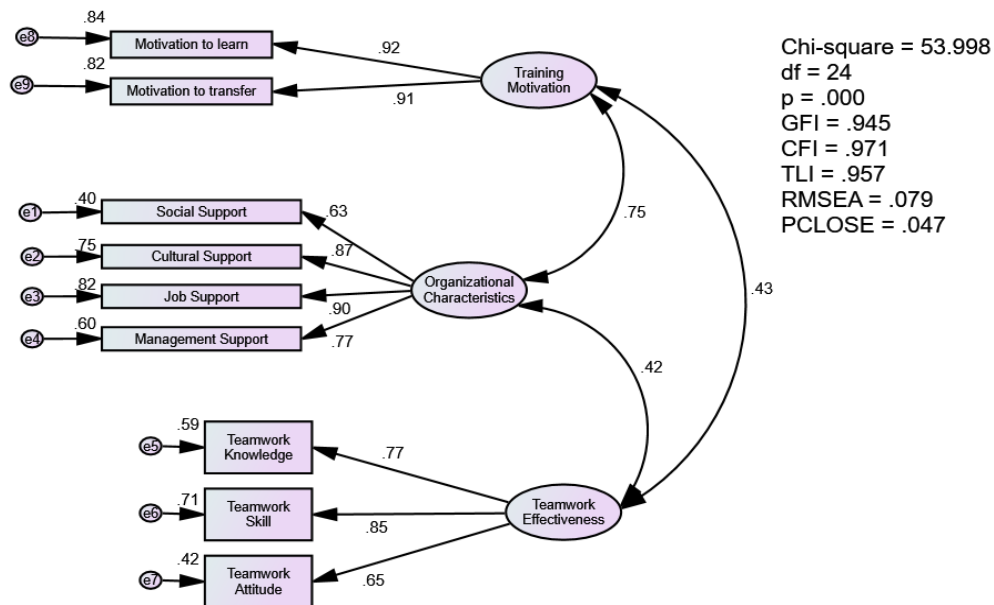 .84
e8
Motivation to learn
.92
.82
e9
Motivation to transfer
.91
Training
Motivation
Chi-square = 53.998
df = 24
p = .000
GFI = .945
CFI = .971
TLI = .957
RMSEA = .079
PCLOSE = .047
.40
e1
Social Support
.63
.75
e2
Cultural Support
.87
.82
e3
Job Support
.90
.60
e4
Management Support
.77
Organizational
Characteristics
.75
.43
.42
.59
e5
Teamwork
Knowledge
.77
.71
e6
Teamwork
Skill
.85
.42
e7
Teamwork
Attitude
.65
Teamwork
Effectiveness